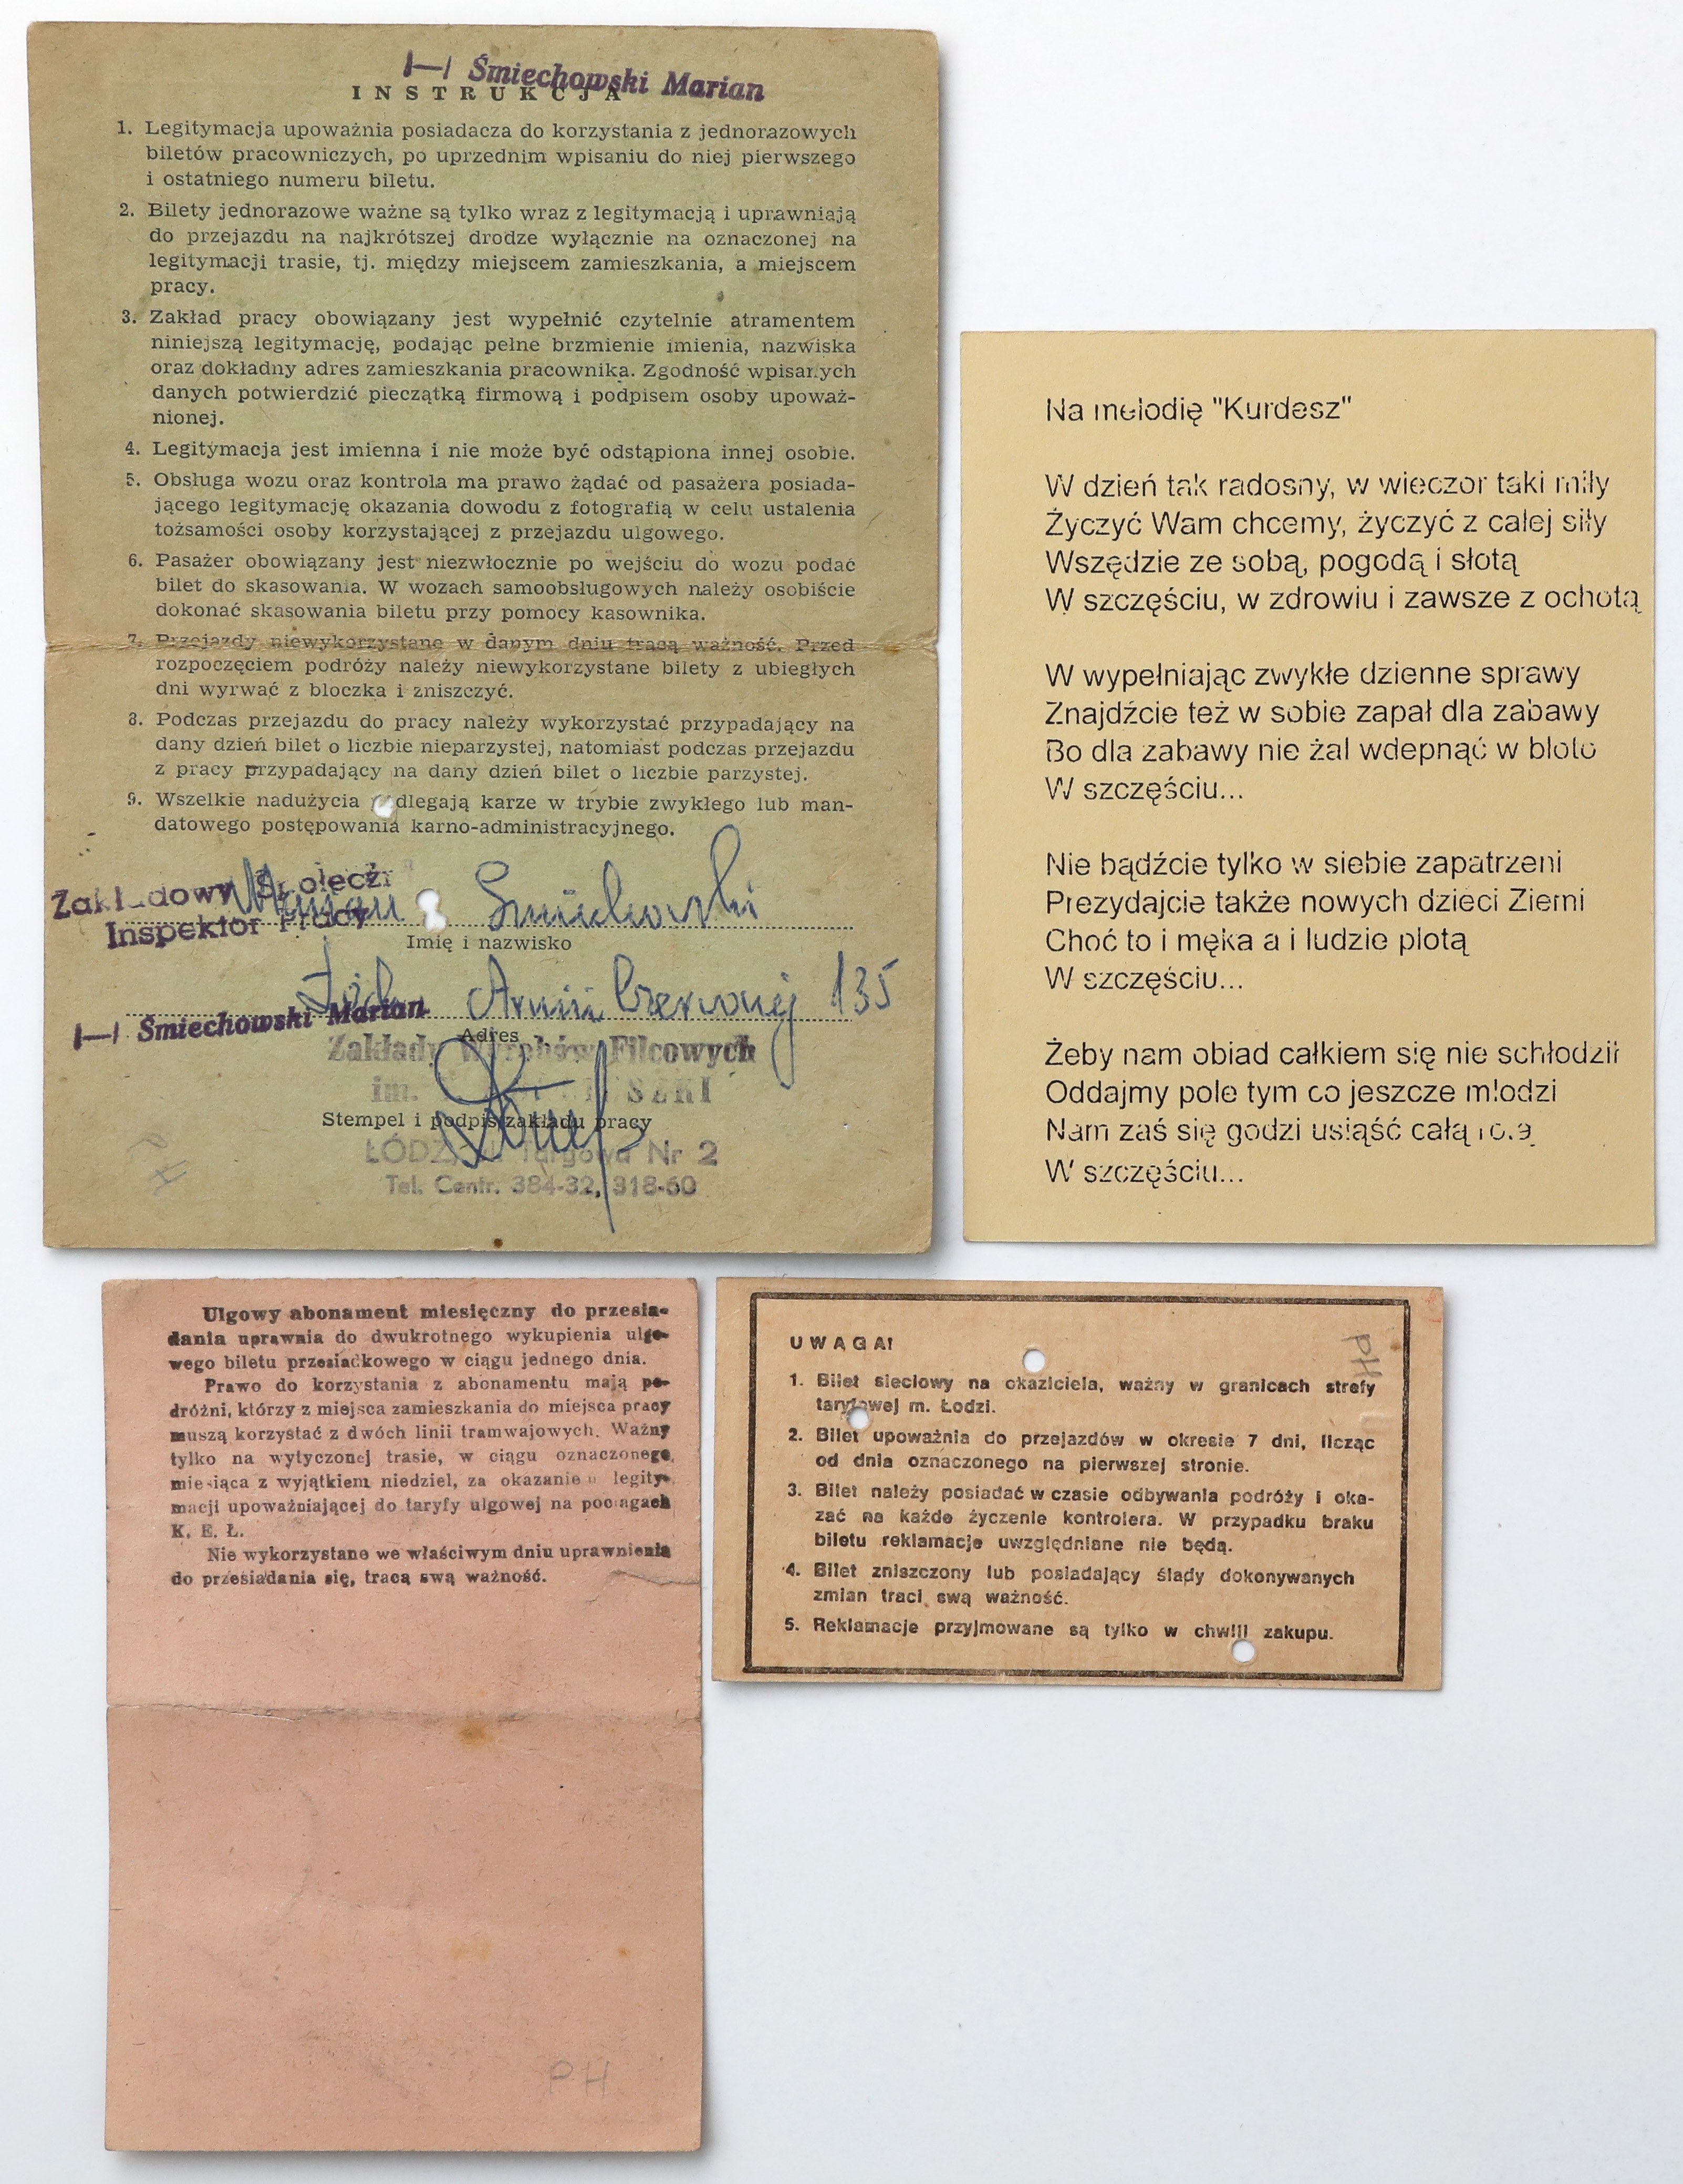 |—| Śmiechowski Marian
INSTRUKCJA
1. Legitymacja upoważnia posiadacza do korzystania z jednorazowych
biletów pracowniczych, po uprzednim wpisaniu do niej pierwszego
i ostatniego numeru biletu.
2. Bilety jednorazowe ważne są tylko wraz z legitymacją i uprawniają
do przejazdu na najkrótszej drodze wyłącznie na oznaczonej na
legitymacji trasie, tj. między miejscem zamieszkania, a miejscem
pracy.
3. Zakład pracy obowiązany jest wypełnić czytelnie atramentem
niniejszą legitymację, podając pełne brzmienie imienia, nazwiska
oraz dokładny adres zamieszkania pracownika. Zgodność wpisanych
danych potwierdzić pieczątką firmową i podpisem osoby upoważ-
nionej.
4. Legitymacja jest imienna i nie może być odstąpiona innej osobie.
5. Obsługa wozu oraz kontrola ma prawo żądać od pasażera posiada-
jącego legitymację okazania dowodu z fotografią w celu ustalenia
tożsamości osoby korzystającej z przejazdu ulgowego.
6. Pasażer obowiązany jest niezwłocznie po wejściu do wozu podać
bilet do skasowania. W wozach samoobsługowych należy osobiście
dokonać skasowania biletu przy pomocy kasownika.
7. Przejazdy niewykorzystane w danym dniu tracą ważność. Przed
rozpoczęciem podróży należy niewykorzystane bilety z ubiegłych
dni wyrwać z bloczka i zniszczyć.
8. Podczas przejazdu do pracy należy wykorzystać przypadający na
dany dzień bilet o liczbie nieparzystej, natomiast podczas przejazdu
z pracy przypadający na dany dzień bilet o liczbie parzystej.
9. Wszelkie nadużycia podlegają karze w trybie zwykłego lub man-
datowego postępowania karno-administracyjnego.
Zakładowy Społeczn
Inspektor Pracy
Marian Śmiechowski
Imię i nazwisko
Łódź Armii Czerwonej 135
|—| Śmiechowski Marian
Adres
Zakłady Wyrobów Filcowych
im.
Stempel i podpis zakładu pracy
ŁÓDŹ, Targowa Nr 2
Tel. Centr. 384-32, 318-60
PH
Na melodię "Kurdesz"
W dzień tak radosny, w wieczor taki miły
Życzyć Wam chcemy, życzyć z calej siły
Wszędzie ze sobą, pogodą i słotą
W szczęściu, w zdrowiu i zawsze z ochotą
W wypełniając zwykłe dzienne sprawy
Znajdźcie też w sobie zapał dla zabawy
Bo dla zabawy nie żal wdepnąć w bloto
W szczęściu...
Nie bądźcie tylko w siebie zapatrzeni
Prezydajcie także nowych dzieci Ziemi
Choć to i męka a i ludzie plotą
W szczęściu...
Żeby nam obiad całkiem się nie schłodził
Oddajmy pole tym co jeszcze młodzi
Nam zaś się godzi usiąść całą rotą
W szczęściu...
Ulgowy abonament miesięczny do przesia-
dania uprawnia do dwukrotnego wykupienia ulgo-
wego biletu przesiadkowego w ciągu jednego dnia.
Prawo do korzystania z abonamentu mają po-
dróżni, którzy z miejsca zamieszkania do miejsca pracy
muszą korzystać z dwóch linii tramwajowych. Ważny
tylko na wytyczonej trasie, w ciągu oznaczonego
miesiąca z wyjątkiem niedziel, za okazaniem legity-
macji upoważniającej do taryfy ulgowej na pociągach
K. E. Ł.
Nie wykorzystane we właściwym dniu uprawnienia
do przesiadania się, tracą swą ważność.
PH
PH
UWAGA!
1. Bilet sieciowy na okaziciela, ważny w granicach strefy
taryfowej m. Łodzi.
2. Bilet upoważnia do przejazdów w okresie 7 dni, licząc
od dnia oznaczonego na pierwszej stronie.
3. Bilet należy posiadać w czasie odbywania podróży i oka-
zać na każde życzenie kontrolera. W przypadku braku
biletu reklamacje uwzględniane nie będą.
4. Bilet zniszczony lub posiadający ślady dokonywanych
zmian traci swą ważność.
5. Reklamacje przyjmowane są tylko w chwili zakupu.